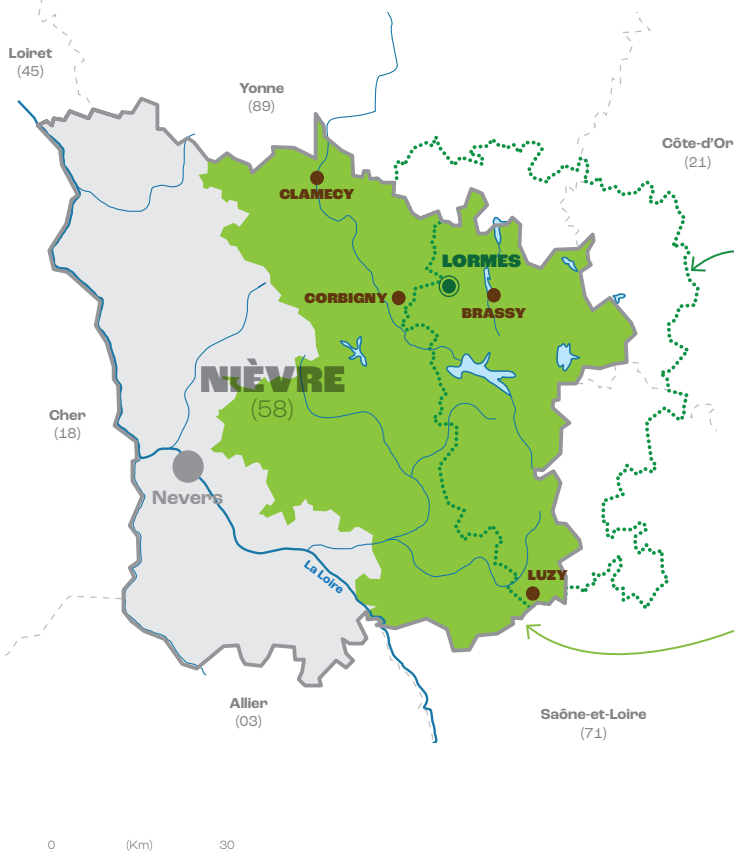 Loiret
(45)
Yonne
(89)
Côte-d'Or
(21)
CLAMECY
LORMES
CORBIGNY
BRASSY
NIÈVRE
(58)
Cher
(18)
Nevers
La Loire
LUZY
Allier
(03)
Saône-et-Loire
(71)
0 (Km) 30